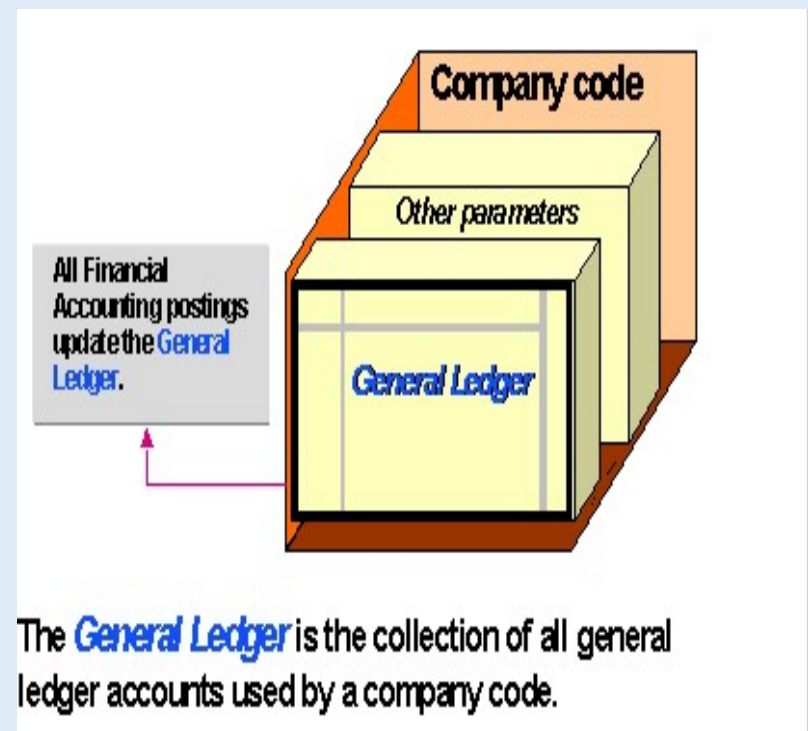 Company code
Other parameters
All Financial
Accounting postings
update the General
Ledger.
General Ledger
The General Ledger is the collection of all general
ledger accounts used by a company code.